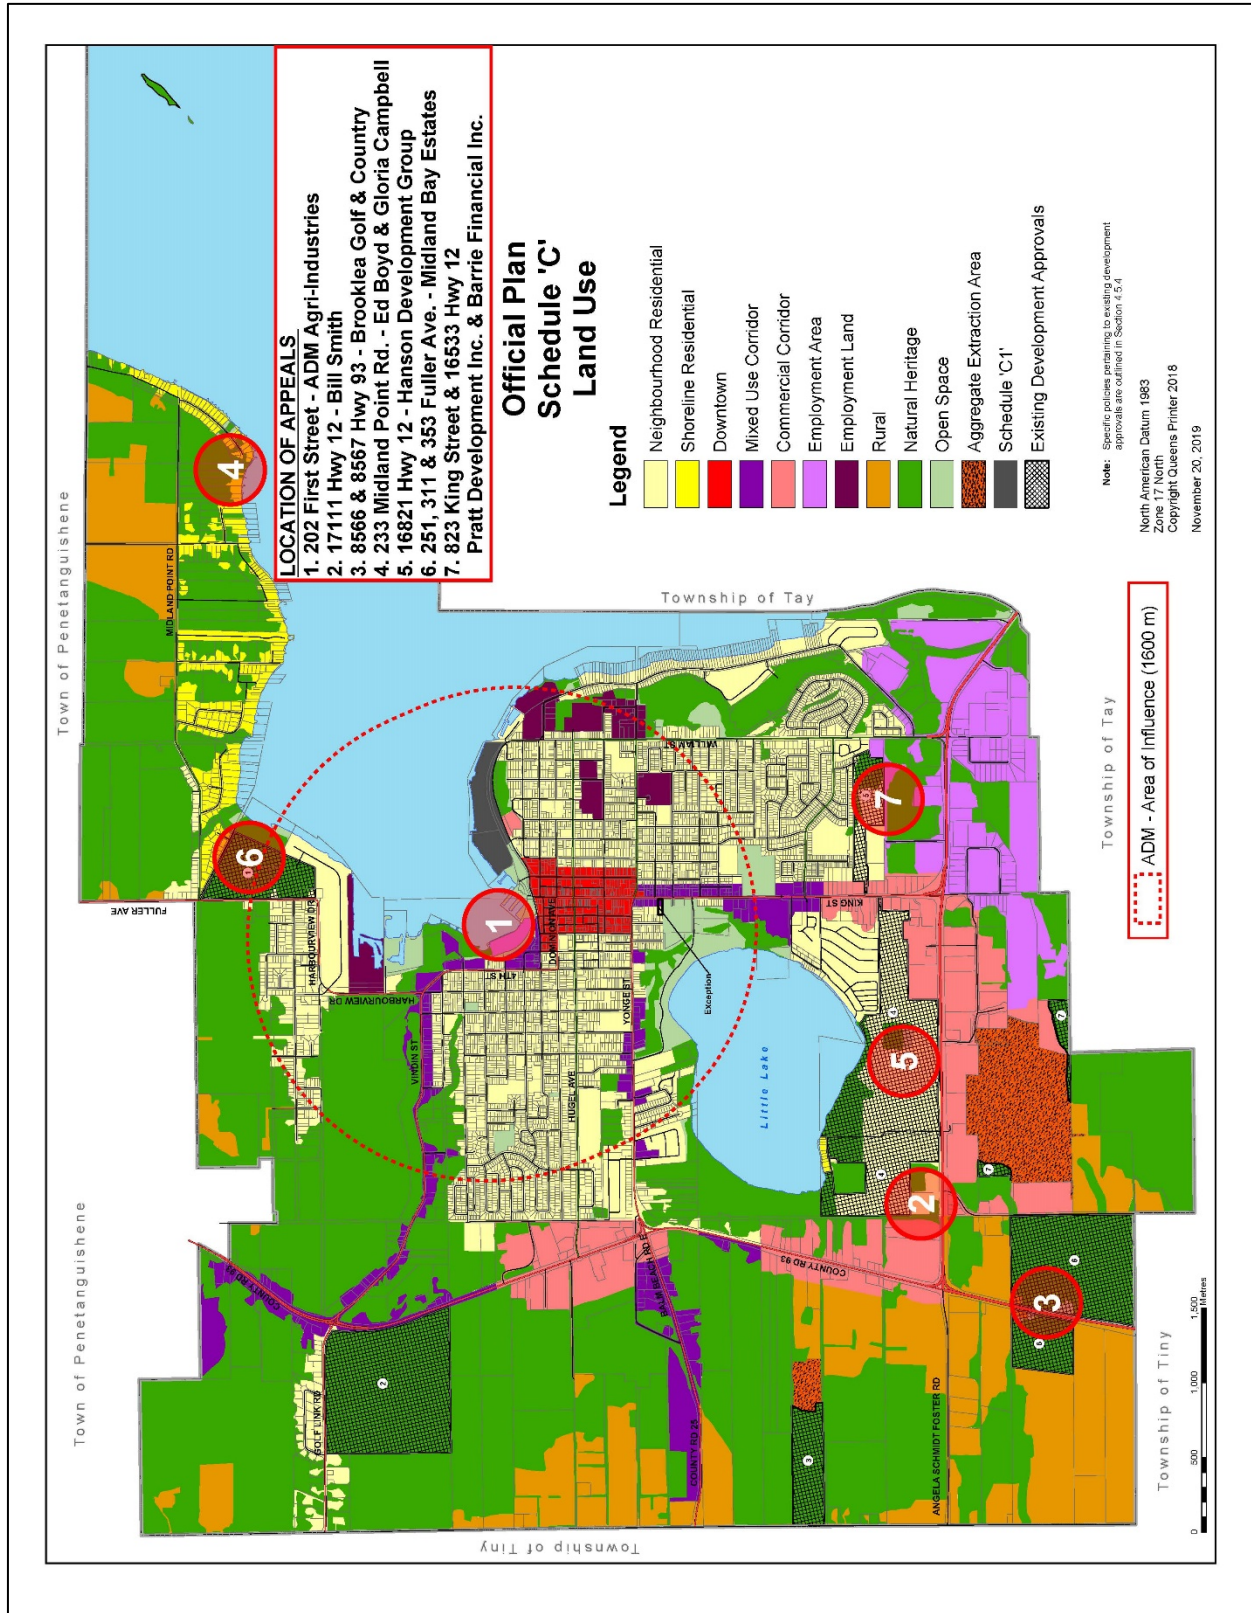 Town of Penetanguishene
Town of Penetanguishene
LOCATION OF APPEALS
1. 202 First Street - ADM Agri-Industries
2. 17111 Hwy 12 - Bill Smith
3. 8566 & 8567 Hwy 93 - Brooklea Golf & Country
4. 233 Midland Point Rd. - Ed Boyd & Gloria Campbell
5. 16821 Hwy 12 - Hanson Development Group
6. 251, 311 & 353 Fuller Ave. - Midland Bay Estates
7. 823 King Street & 16533 Hwy 12
Pratt Development Inc. & Barrie Financial Inc.
Official Plan
Schedule 'C'
Land Use
Legend
Neighbourhood Residential
Shoreline Residential
Downtown
Mixed Use Corridor
Commercial Corridor
Employment Area
Employment Land
Rural
Natural Heritage
Open Space
Aggregate Extraction Area
Schedule 'C1'
Existing Development Approvals
Note: Specific policies pertaining to existing development
approvals are outlined in Section 4.5.4
North American Datum 1983
Zone 17 North
Copyright Queens Printer 2018
November 20, 2019
ADM - Area of Influence (1600 m)
Township of Tay
Township of Tay
Township of Tiny
Township of Tiny
MIDLAND POINT RD
FULLER AVE
HARBOURVIEW DR
HARBOURVIEW DR
VINDIN ST
4TH ST
DOMINION AVE
YONGE ST
HUGEL AVE
WILLIAM ST
KING ST
Exception
Little Lake
GOLF LINK RD
COUNTY RD 93
BALM BEACH RD E
COUNTY RD 25
ANGELA SCHMIDT FOSTER RD
1
2
3
4
5
6
7
2
3
4
4
6
6
7
7
0
500
1,000
1,500
Metres